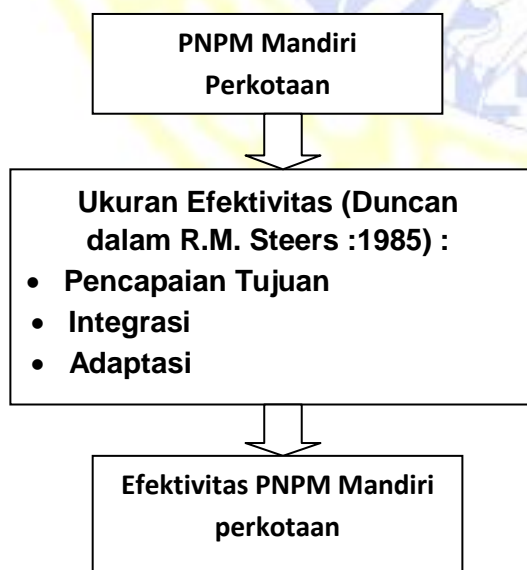 PNPM Mandiri
Perkotaan
Ukuran Efektivitas (Duncan
dalam R.M. Steers :1985) :
• Pencapaian Tujuan
• Integrasi
• Adaptasi
Efektivitas PNPM Mandiri
perkotaan